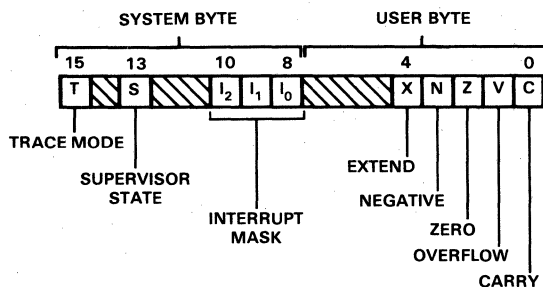 SYSTEM BYTE
USER BYTE
15 13 10 8 4 0
T S I₂ I₁ I₀ X N Z V C
TRACE MODE
SUPERVISOR
STATE
INTERRUPT
MASK
EXTEND
NEGATIVE
ZERO
OVERFLOW
CARRY